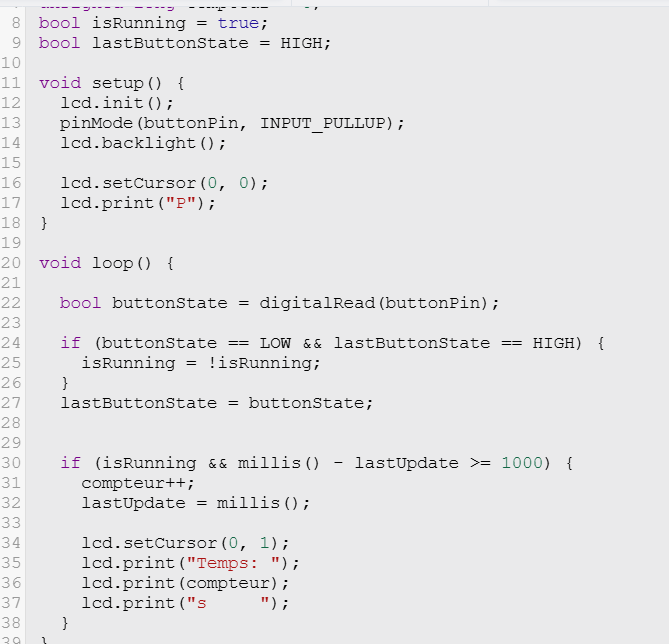 8 bool isRunning = true;
9 bool lastButtonState = HIGH;
10
11 void setup() {
12   lcd.init();
13   pinMode(buttonPin, INPUT_PULLUP);
14   lcd.backlight();
15
16   lcd.setCursor(0, 0);
17   lcd.print("P");
18 }
19
20 void loop() {
21
22   bool buttonState = digitalRead(buttonPin);
23
24   if (buttonState == LOW && lastButtonState == HIGH) {
25     isRunning = !isRunning;
26   }
27   lastButtonState = buttonState;
28
29
30   if (isRunning && millis() - lastUpdate >= 1000) {
31     compteur++;
32     lastUpdate = millis();
33
34     lcd.setCursor(0, 1);
35     lcd.print("Temps: ");
36     lcd.print(compteur);
37     lcd.print("s     ");
38   }
39 }